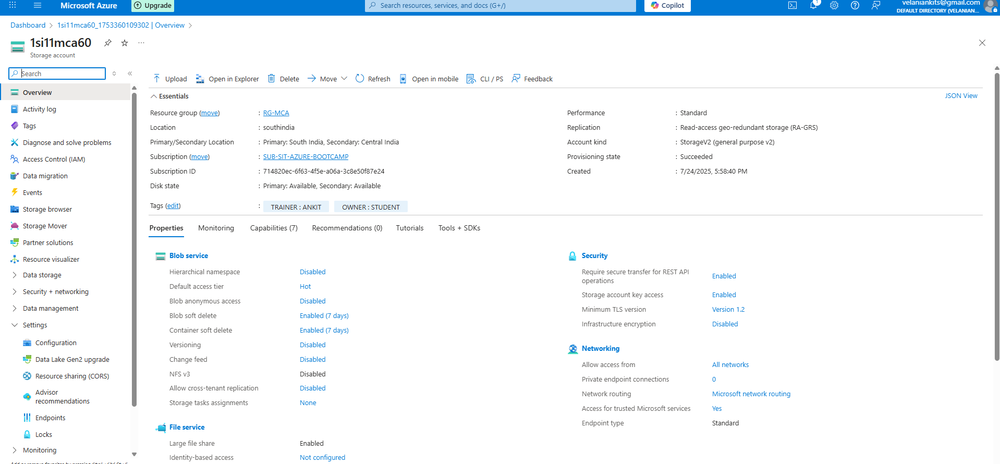 Microsoft Azure
Upgrade
Search resources, services, and docs (G+/)
Copilot
1
velaniankits@gmail.com
DEFAULT DIRECTORY (VELANIAN...
Dashboard > 1si11mca60_1753360109302 | Overview >
1si11mca60
...
Storage account
Search
Overview
Activity log
Tags
Diagnose and solve problems
Access Control (IAM)
Data migration
Events
Storage browser
Storage Mover
Partner solutions
Resource visualizer
Data storage
Security + networking
Data management
Settings
Configuration
Data Lake Gen2 upgrade
Resource sharing (CORS)
Advisor
recommendations
Endpoints
Locks
Monitoring
Upload
Open in Explorer
Delete
Move
Refresh
Open in mobile
CLI / PS
Feedback
Essentials
JSON View
Resource group (move) : RG-MCA
Location : southindia
Primary/Secondary Location : Primary: South India, Secondary: Central India
Subscription (move) : SUB-SIT-AZURE-BOOTCAMP
Subscription ID : 714820ec-6f63-4f5e-a06a-3c8e50f87e24
Disk state : Primary: Available, Secondary: Available
Tags (edit) : TRAINER : ANKIT OWNER : STUDENT
Performance : Standard
Replication : Read-access geo-redundant storage (RA-GRS)
Account kind : StorageV2 (general purpose v2)
Provisioning state : Succeeded
Created : 7/24/2025, 5:58:40 PM
Properties
Monitoring
Capabilities (7)
Recommendations (0)
Tutorials
Tools + SDKs
Blob service
Hierarchical namespace Disabled
Default access tier Hot
Blob anonymous access Disabled
Blob soft delete Enabled (7 days)
Container soft delete Enabled (7 days)
Versioning Disabled
Change feed Disabled
NFS v3 Disabled
Allow cross-tenant replication Disabled
Storage tasks assignments None
File service
Large file share Enabled
Identity-based access Not configured
Security
Require secure transfer for REST API
operations Enabled
Storage account key access Enabled
Minimum TLS version Version 1.2
Infrastructure encryption Disabled
Networking
Allow access from All networks
Private endpoint connections 0
Network routing Microsoft network routing
Access for trusted Microsoft services Yes
Endpoint type Standard